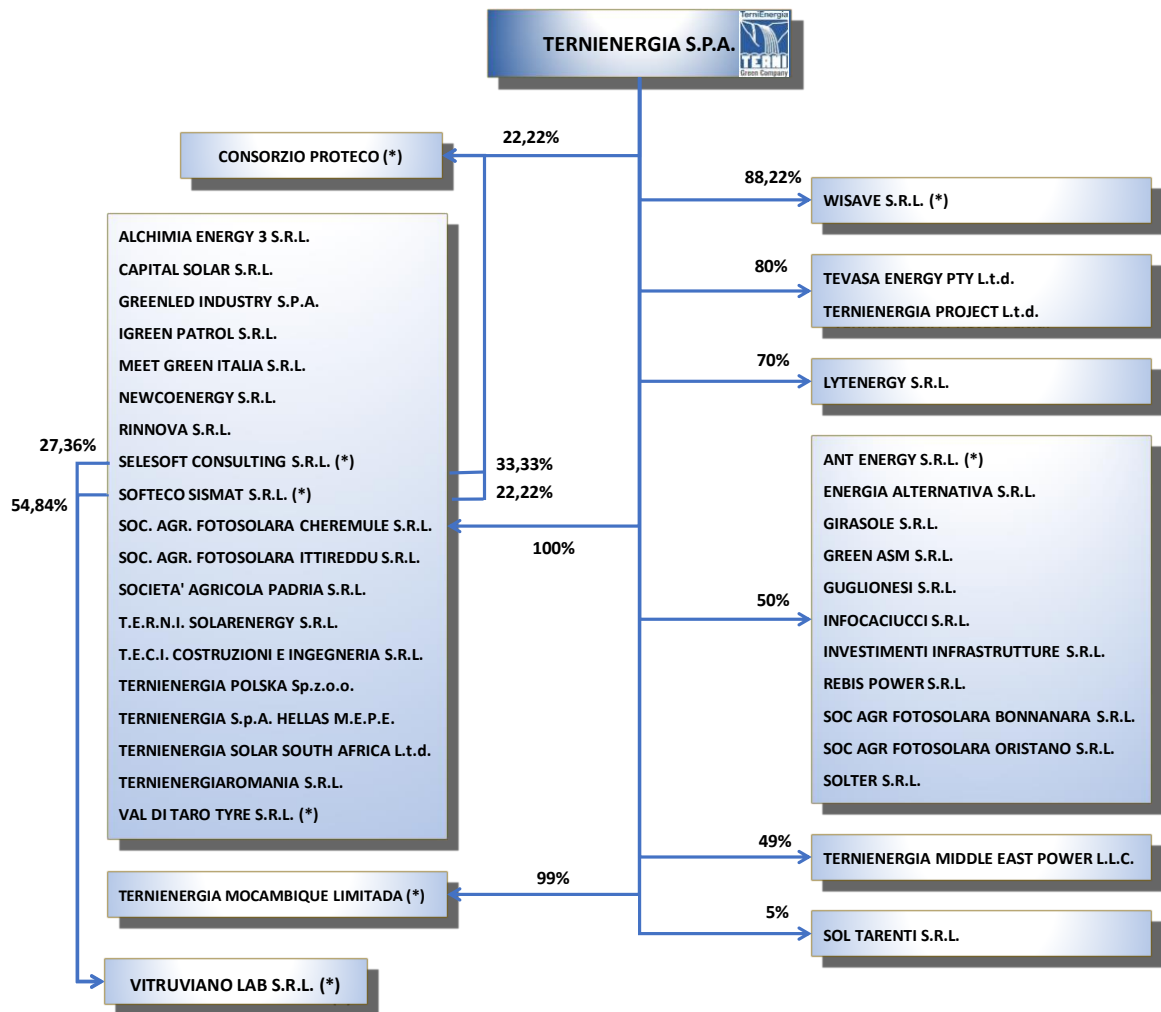 TERNIENERGIA S.P.A.
TerniEnergia
TERNI
Green Company
22,22%
CONSORZIO PROTECO (*)
88,22%
WISAVE S.R.L. (*)
80%
TEVASA ENERGY PTY L.t.d.
TERNIENERGIA PROJECT L.t.d.
70%
LYTENERGY S.R.L.
ALCHIMIA ENERGY 3 S.R.L.
CAPITAL SOLAR S.R.L.
GREENLED INDUSTRY S.P.A.
IGREEN PATROL S.R.L.
MEET GREEN ITALIA S.R.L.
NEWCOENERGY S.R.L.
RINNOVA S.R.L.
SELESOFT CONSULTING S.R.L. (*)
SOFTECO SISMAT S.R.L. (*)
SOC. AGR. FOTOSOLARA CHEREMULE S.R.L.
SOC. AGR. FOTOSOLARA ITTIREDDU S.R.L.
SOCIETA' AGRICOLA PADRIA S.R.L.
T.E.R.N.I. SOLARENERGY S.R.L.
T.E.C.I. COSTRUZIONI E INGEGNERIA S.R.L.
TERNIENERGIA POLSKA Sp.z.o.o.
TERNIENERGIA S.p.A. HELLAS M.E.P.E.
TERNIENERGIA SOLAR SOUTH AFRICA L.t.d.
TERNIENERGIAROMANIA S.R.L.
VAL DI TARO TYRE S.R.L. (*)
27,36%
54,84%
33,33%
22,22%
100%
50%
ANT ENERGY S.R.L. (*)
ENERGIA ALTERNATIVA S.R.L.
GIRASOLE S.R.L.
GREEN ASM S.R.L.
GUGLIONESI S.R.L.
INFOCACIUCCI S.R.L.
INVESTIMENTI INFRASTRUTTURE S.R.L.
REBIS POWER S.R.L.
SOC AGR FOTOSOLARA BONNANARA S.R.L.
SOC AGR FOTOSOLARA ORISTANO S.R.L.
SOLTER S.R.L.
49%
TERNIENERGIA MIDDLE EAST POWER L.L.C.
99%
TERNIENERGIA MOCAMBIQUE LIMITADA (*)
5%
SOL TARENTI S.R.L.
VITRUVIANO LAB S.R.L. (*)